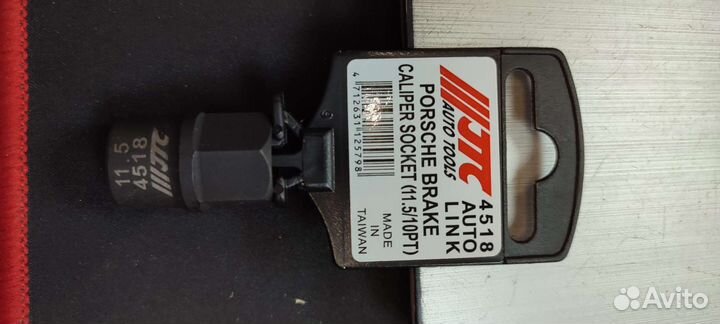 JTC
AUTO TOOLS
4518
AUTO
LINK
PORSCHE BRAKE
CALIPER SOCKET (11.5/10PT)
4 712631 125798
MADE
IN
TAIWAN
11.5
4518
JTC
Avito